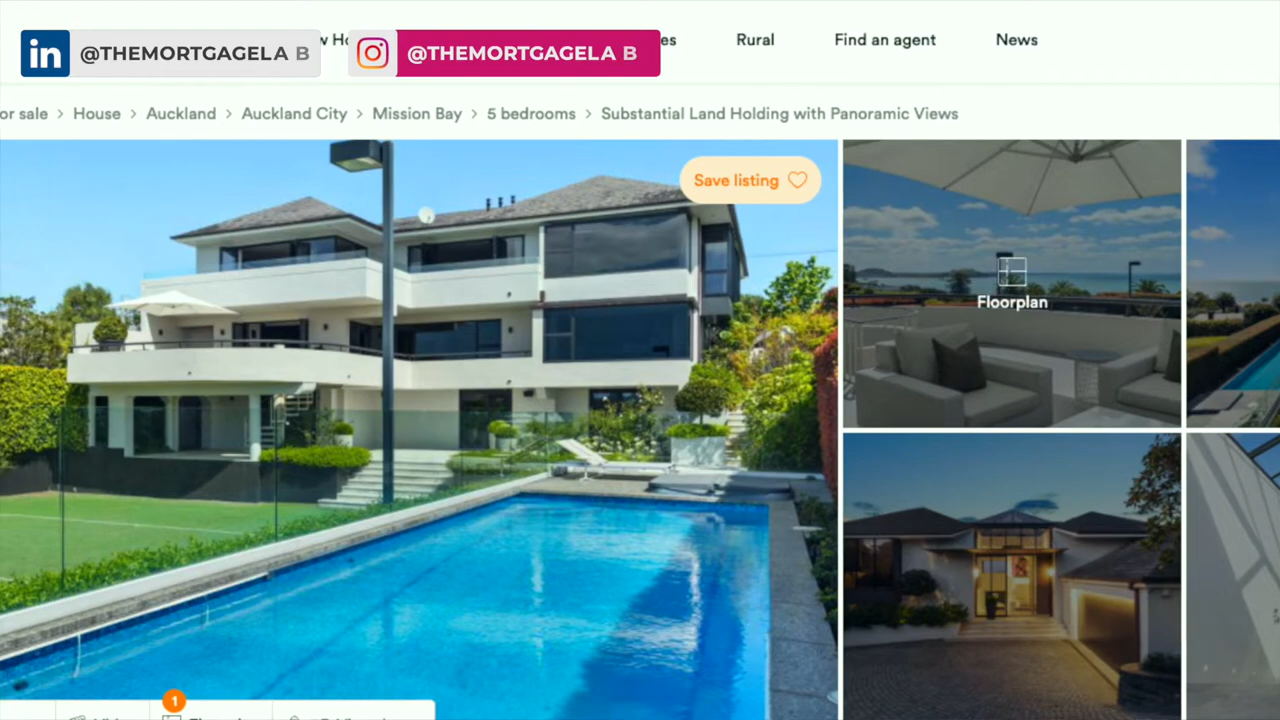 in @THEMORTGAGELA B
@THEMORTGAGELA B
Rural
Find an agent
News
or sale > House > Auckland > Auckland City > Mission Bay > 5 bedrooms > Substantial Land Holding with Panoramic Views
Save listing
Floorplan
1